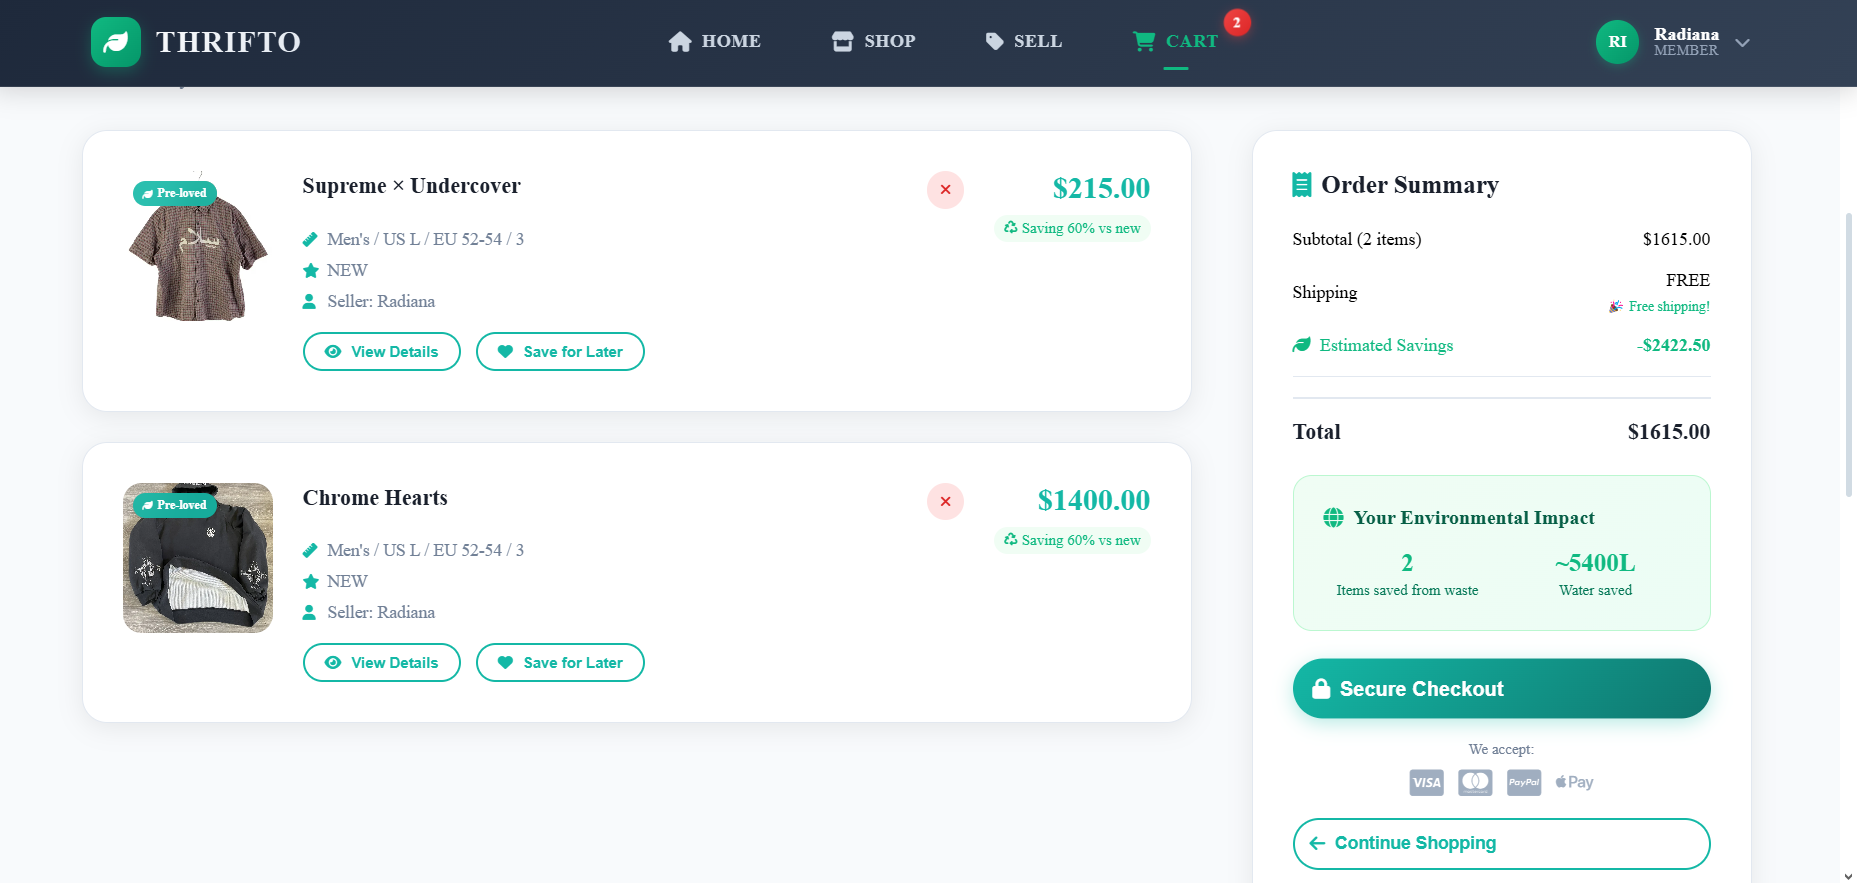 THRIFTO
HOME
SHOP
SELL
CART
2
RI
Radiana
MEMBER
Pre-loved
سلام
Supreme × Undercover
Men's / US L / EU 52-54 / 3
NEW
Seller: Radiana
View Details
Save for Later
$215.00
Saving 60% vs new
Pre-loved
Chrome Hearts
Men's / US L / EU 52-54 / 3
NEW
Seller: Radiana
View Details
Save for Later
$1400.00
Saving 60% vs new
Order Summary
Subtotal (2 items) $1615.00
Shipping FREE
🎉 Free shipping!
Estimated Savings -$2422.50
Total $1615.00
Your Environmental Impact
2 ~5400L
Items saved from waste Water saved
Secure Checkout
We accept:
VISA PayPal Pay
Continue Shopping